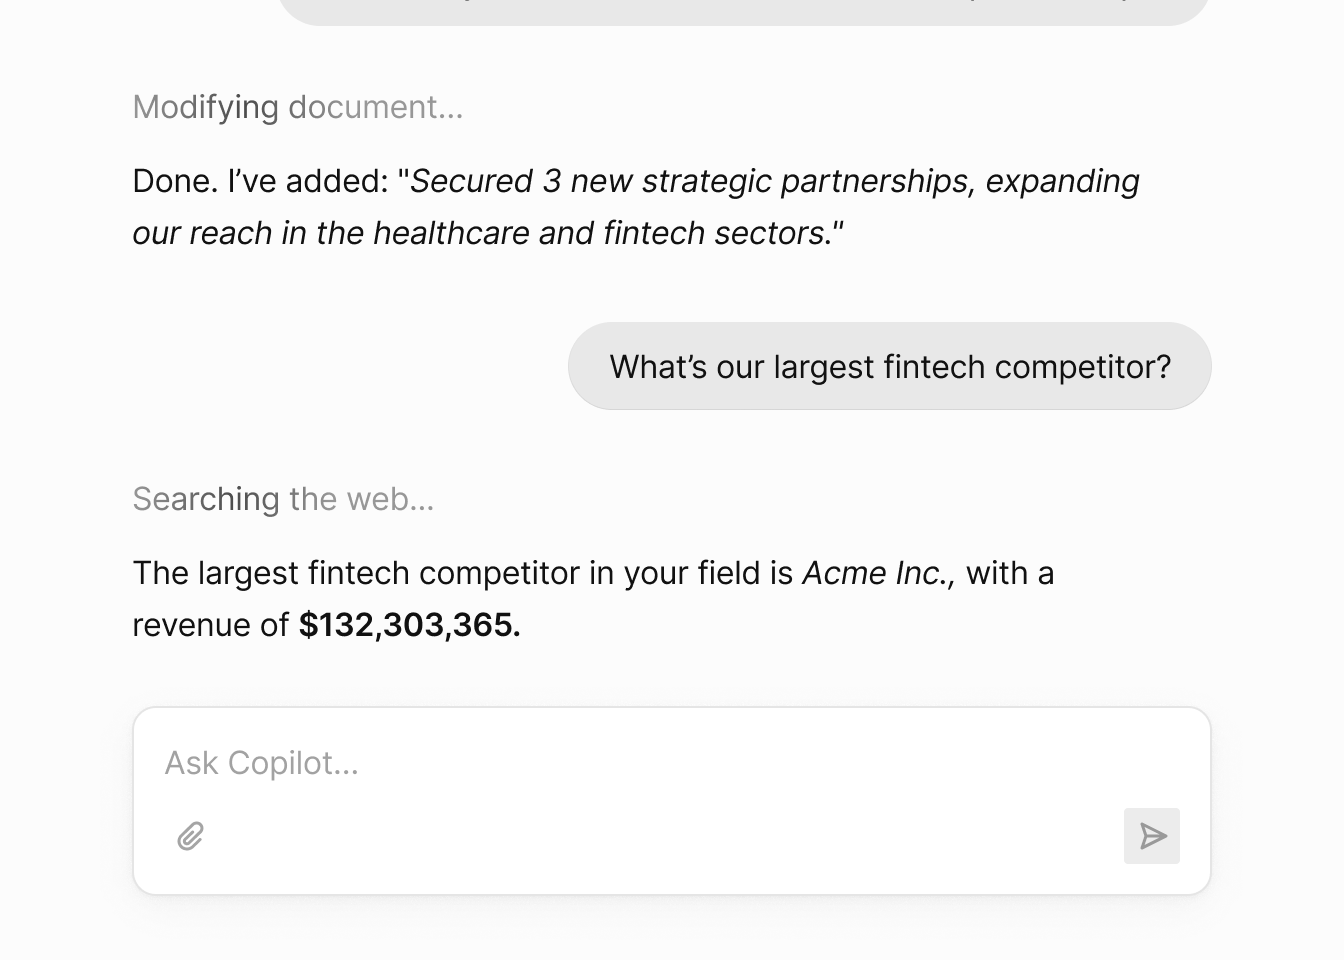 Modifying document...
Done. I’ve added: "Secured 3 new strategic partnerships, expanding
our reach in the healthcare and fintech sectors."
What’s our largest fintech competitor?
Searching the web...
The largest fintech competitor in your field is Acme Inc., with a
revenue of $132,303,365.
Ask Copilot...